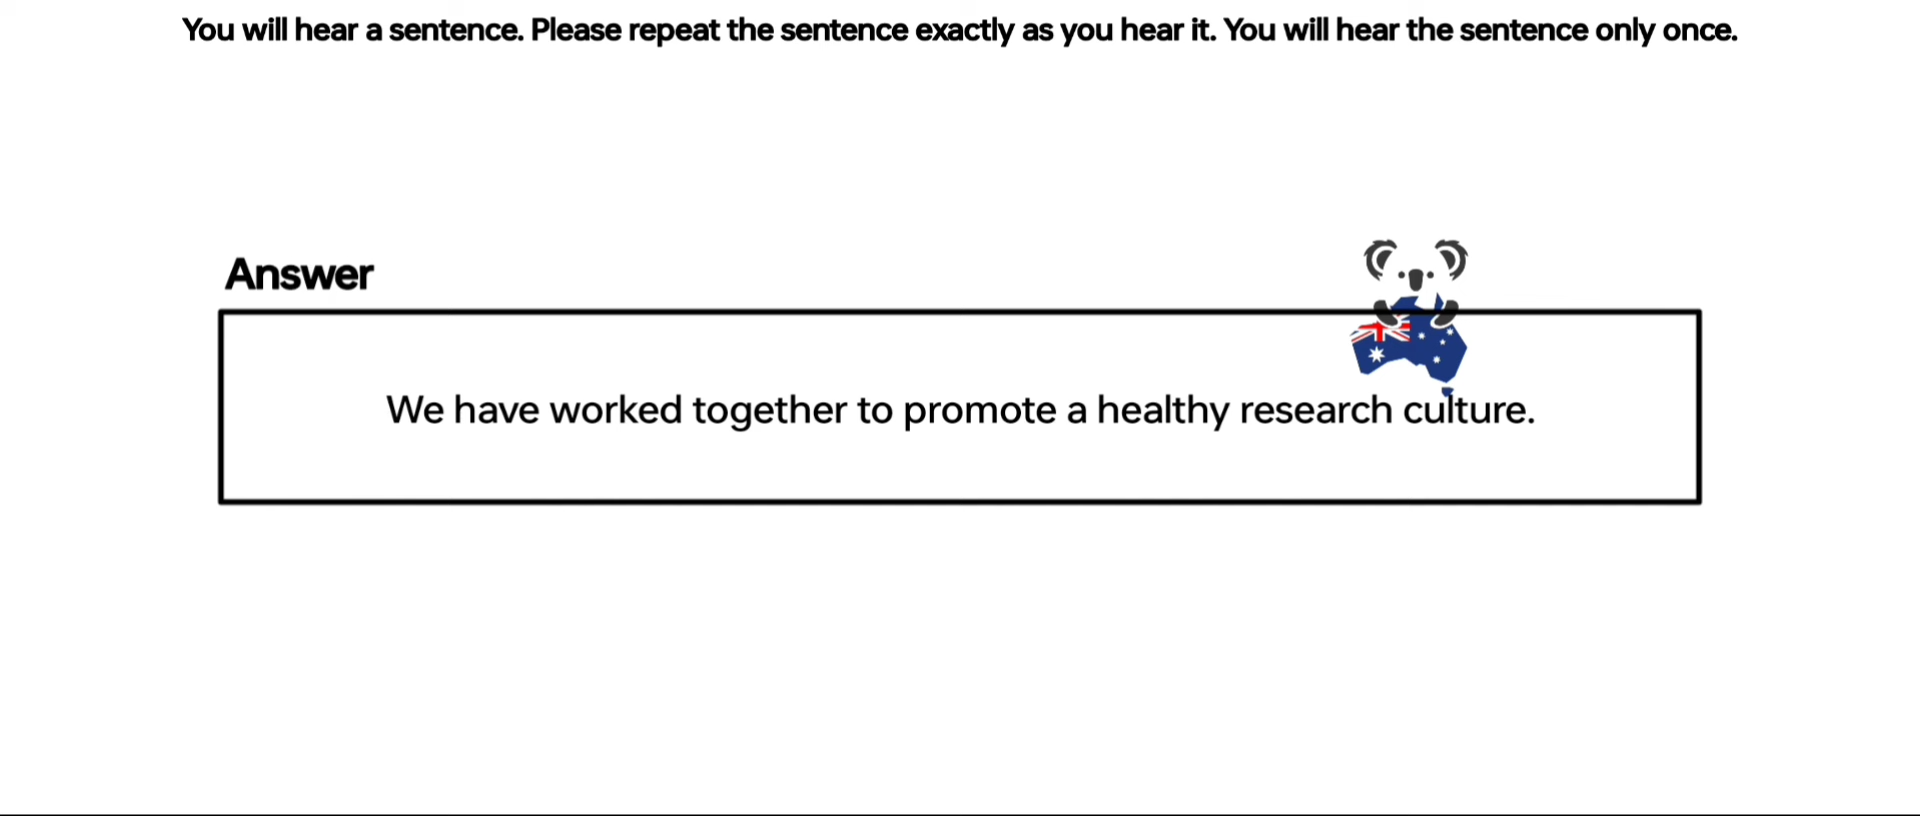 You will hear a sentence. Please repeat the sentence exactly as you hear it. You will hear the sentence only once.
Answer
We have worked together to promote a healthy research culture.